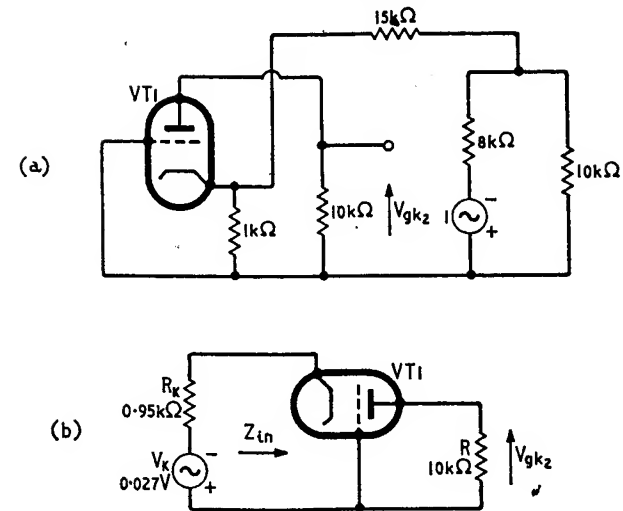 15kΩ
VT1
(a)
8kΩ
10kΩ
1kΩ
10kΩ
Vgk2
1
−
+
(b)
VT1
RK
0·95kΩ
Zin
VK
0·027V
−
+
R
10kΩ
Vgk2